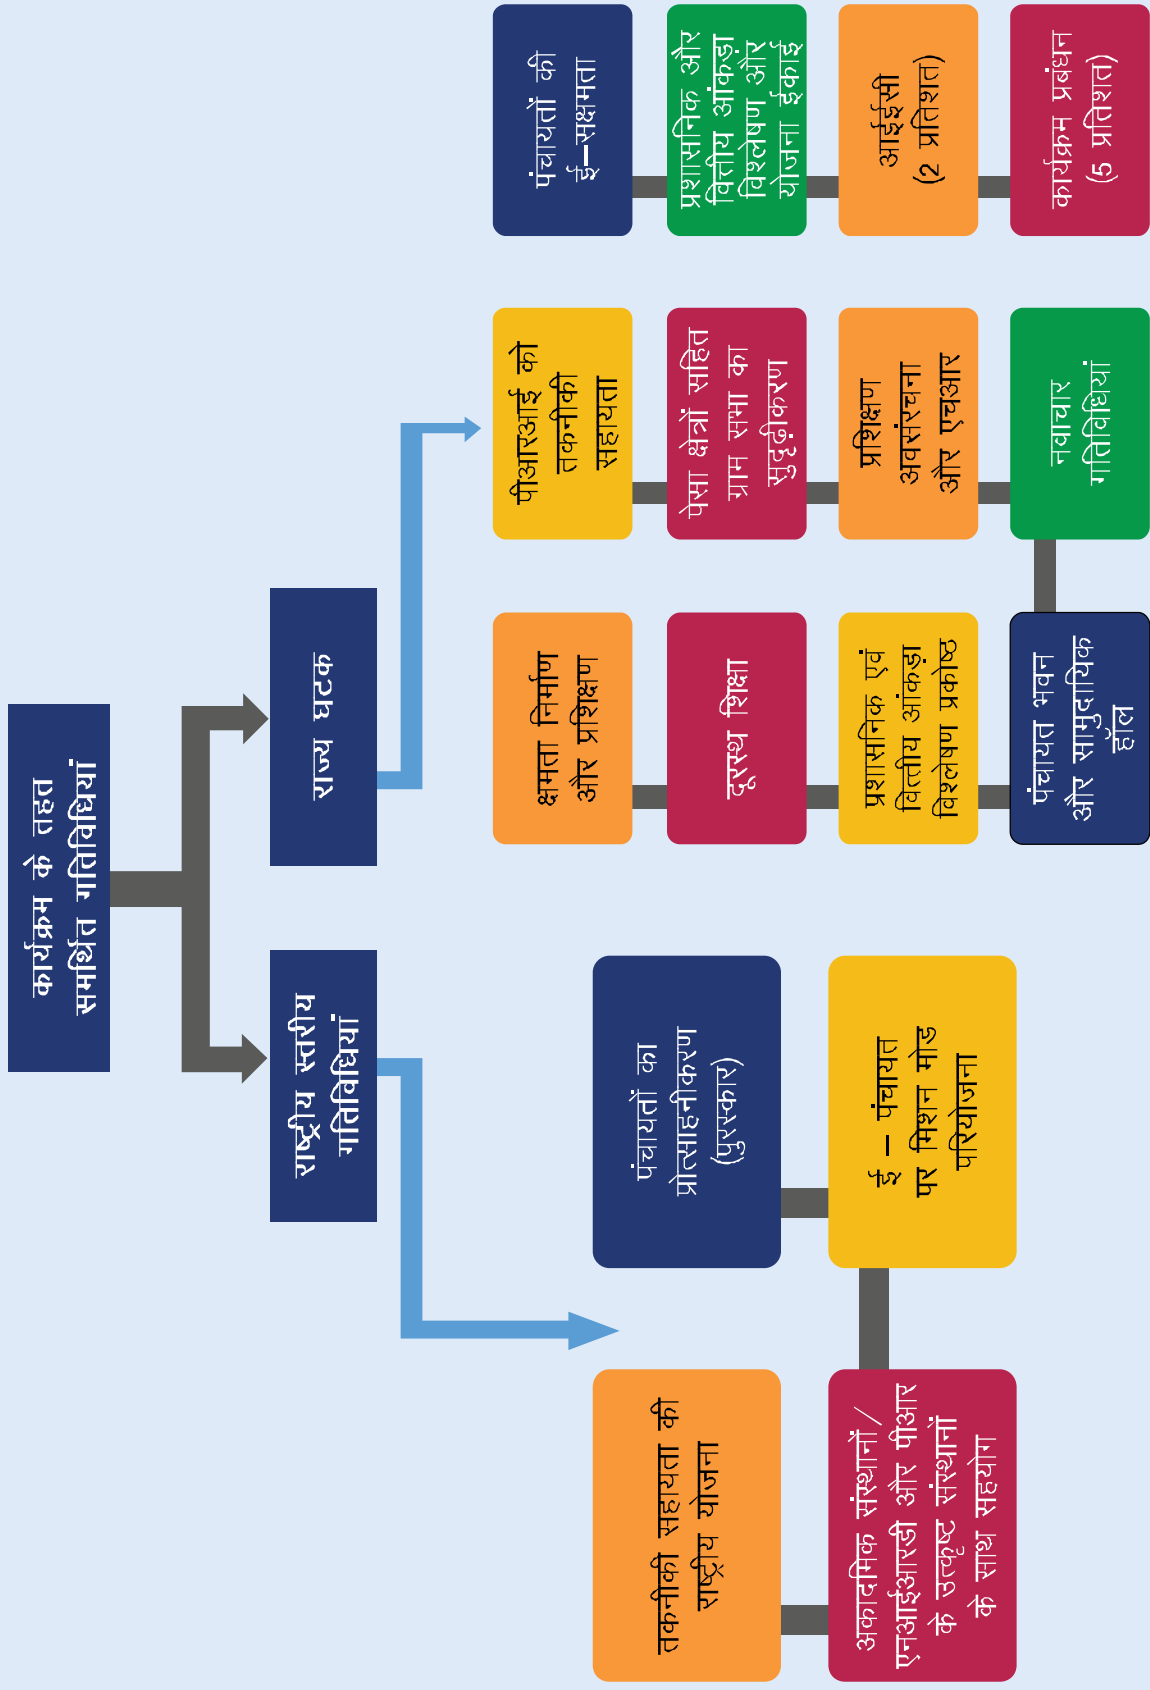 कार्यक्रम के तहत
समर्थित गतिविधियां
राष्ट्रीय स्तरीय
गतिविधियां
राज्य घटक
तकनीकी सहायता की
राष्ट्रीय योजना
पंचायतों का
प्रोत्साहनीकरण
(पुरस्कार)
अकादमिक संस्थानों /
एनआईआरडी और पीआर
के उत्कृष्ट संस्थानों
के साथ सहयोग
ई – पंचायत
पर मिशन मोड
परियोजना
क्षमता निर्माण
और प्रशिक्षण
पीआरआई को
तकनीकी
सहायता
पंचायतों की
ई–सक्षमता
दूरस्थ शिक्षा
पेसा क्षेत्रों सहित
ग्राम सभा का
सुदृढ़ीकरण
प्रशासनिक और
वित्तीय आंकड़ा
विश्लेषण और
योजना इकाई
प्रशासनिक एवं
वित्तीय आंकड़ा
विश्लेषण प्रकोष्ठ
प्रशिक्षण
अवसंरचना
और एचआर
आईईसी
(2 प्रतिशत)
पंचायत भवन
और सामुदायिक
हॉल
नवाचार
गतिविधियां
कार्यक्रम प्रबंधन
(5 प्रतिशत)